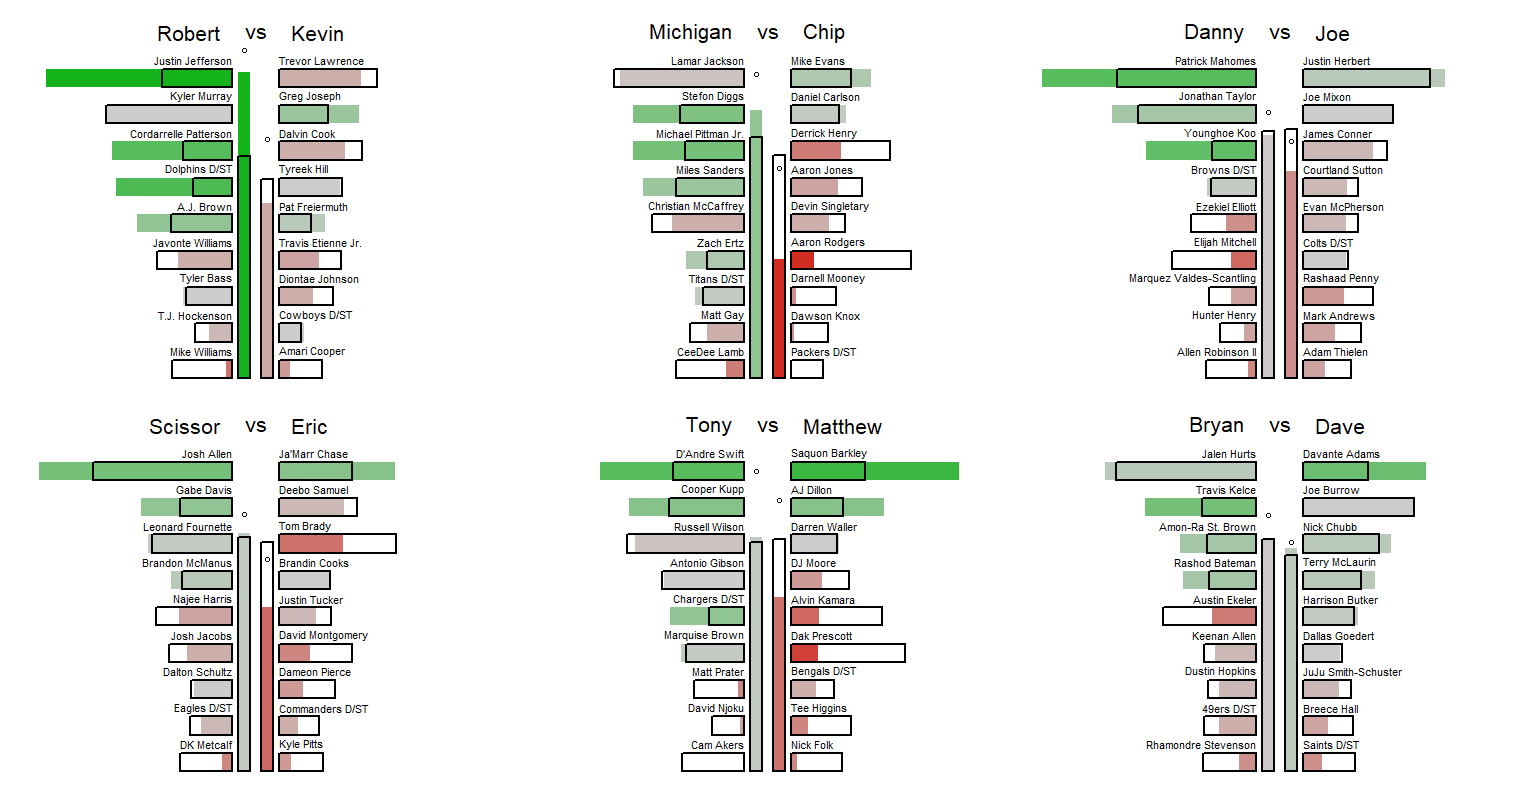 Robert vs Kevin
Justin Jefferson
Kyler Murray
Cordarrelle Patterson
Dolphins D/ST
A.J. Brown
Javonte Williams
Tyler Bass
T.J. Hockenson
Mike Williams
Trevor Lawrence
Greg Joseph
Dalvin Cook
Tyreek Hill
Pat Freiermuth
Travis Etienne Jr.
Diontae Johnson
Cowboys D/ST
Amari Cooper
Michigan vs Chip
Lamar Jackson
Stefon Diggs
Michael Pittman Jr.
Miles Sanders
Christian McCaffrey
Zach Ertz
Titans D/ST
Matt Gay
CeeDee Lamb
Mike Evans
Daniel Carlson
Derrick Henry
Aaron Jones
Devin Singletary
Aaron Rodgers
Darnell Mooney
Dawson Knox
Packers D/ST
Danny vs Joe
Patrick Mahomes
Jonathan Taylor
Younghoe Koo
Browns D/ST
Ezekiel Elliott
Elijah Mitchell
Marquez Valdes-Scantling
Hunter Henry
Allen Robinson II
Justin Herbert
Joe Mixon
James Conner
Courtland Sutton
Evan McPherson
Colts D/ST
Rashaad Penny
Mark Andrews
Adam Thielen
Scissor vs Eric
Josh Allen
Gabe Davis
Leonard Fournette
Brandon McManus
Najee Harris
Josh Jacobs
Dalton Schultz
Eagles D/ST
DK Metcalf
Ja'Marr Chase
Deebo Samuel
Tom Brady
Brandin Cooks
Justin Tucker
David Montgomery
Dameon Pierce
Commanders D/ST
Kyle Pitts
Tony vs Matthew
D'Andre Swift
Cooper Kupp
Russell Wilson
Antonio Gibson
Chargers D/ST
Marquise Brown
Matt Prater
David Njoku
Cam Akers
Saquon Barkley
AJ Dillon
Darren Waller
DJ Moore
Alvin Kamara
Dak Prescott
Bengals D/ST
Tee Higgins
Nick Folk
Bryan vs Dave
Jalen Hurts
Travis Kelce
Amon-Ra St. Brown
Rashod Bateman
Austin Ekeler
Keenan Allen
Dustin Hopkins
49ers D/ST
Rhamondre Stevenson
Davante Adams
Joe Burrow
Nick Chubb
Terry McLaurin
Harrison Butker
Dallas Goedert
JuJu Smith-Schuster
Breece Hall
Saints D/ST